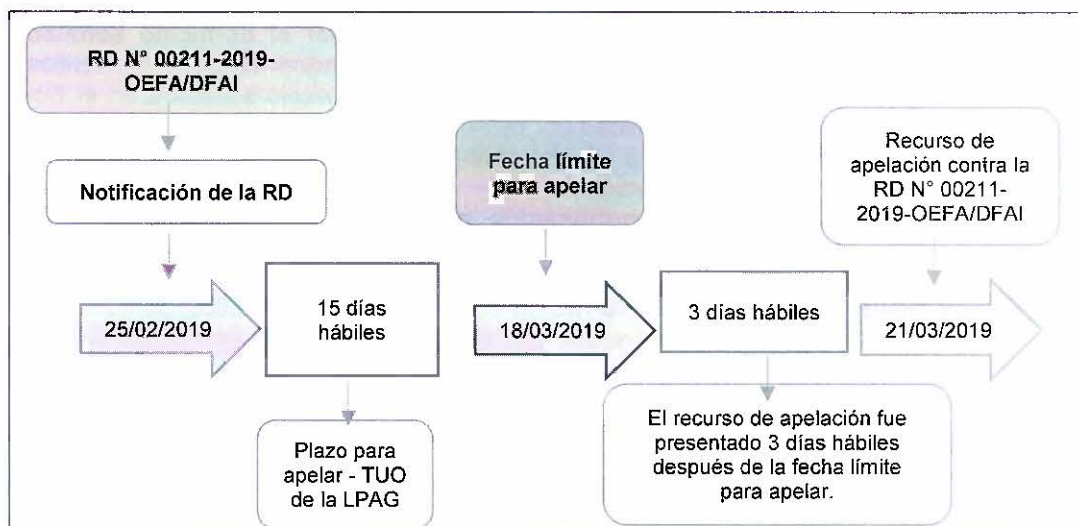 RD N° 00211-2019-
OEFA/DFAI
Notificación de la RD
25/02/2019
15 días
hábiles
Plazo para
apelar - TUO
de la LPAG
Fecha límite
para apelar
18/03/2019
3 días hábiles
El recurso de apelación fue
presentado 3 días hábiles
después de la fecha límite
para apelar.
Recurso de
apelación contra la
RD N° 00211-
2019-OEFA/DFAI
21/03/2019